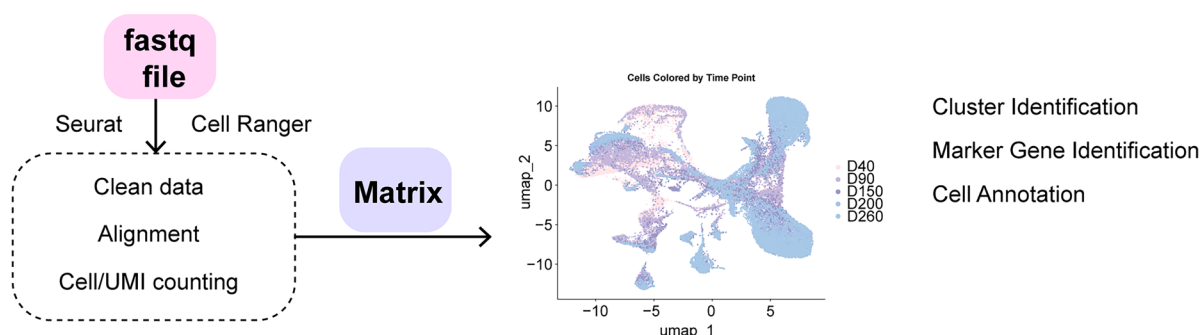 fastq
file
Seurat
Cell Ranger
Clean data
Alignment
Cell/UMI counting
Matrix
Cells Colored by Time Point
umap_2
10
5
0
−5
−10
−10
−5
0
5
umap_1
D40
D90
D150
D200
D260
Cluster Identification
Marker Gene Identification
Cell Annotation